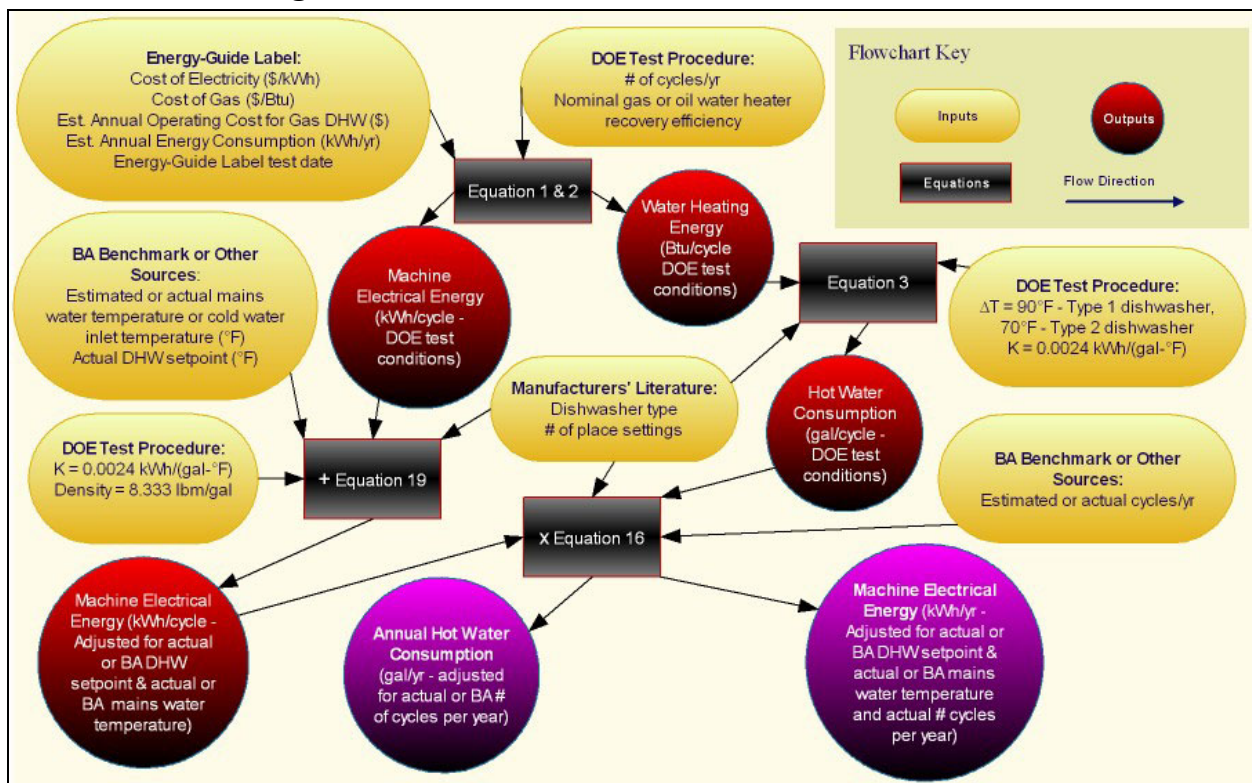 Energy-Guide Label:
Cost of Electricity ($/kWh)
Cost of Gas ($/Btu)
Est. Annual Operating Cost for Gas DHW ($)
Est. Annual Energy Consumption (kWh/yr)
Energy-Guide Label test date
DOE Test Procedure:
# of cycles/yr
Nominal gas or oil water heater
recovery efficiency
Flowchart Key
Inputs
Outputs
Equations
Flow Direction
Equation 1 & 2
Water Heating
Energy
(Btu/cycle
DOE test
conditions)
BA Benchmark or Other
Sources:
Estimated or actual mains
water temperature or cold water
inlet temperature (°F)
Actual DHW setpoint (°F)
Machine
Electrical Energy
(kWh/cycle -
DOE test
conditions)
Equation 3
DOE Test Procedure:
ΔT = 90°F - Type 1 dishwasher,
70°F - Type 2 dishwasher
K = 0.0024 kWh/(gal-°F)
Manufacturers' Literature:
Dishwasher type
# of place settings
Hot Water
Consumption
(gal/cycle -
DOE test
conditions)
DOE Test Procedure:
K = 0.0024 kWh/(gal-°F)
Density = 8.333 lbm/gal
+ Equation 19
BA Benchmark or Other
Sources:
Estimated or actual cycles/yr
x Equation 16
Machine Electrical
Energy (kWh/cycle -
Adjusted for actual
or BA DHW
setpoint & actual or
BA mains water
temperature)
Annual Hot Water
Consumption
(gal/yr - adjusted
for actual or BA #
of cycles per year)
Machine Electrical
Energy (kWh/yr -
Adjusted for actual or
BA DHW setpoint &
actual or BA mains
water temperature
and actual # cycles
per year)